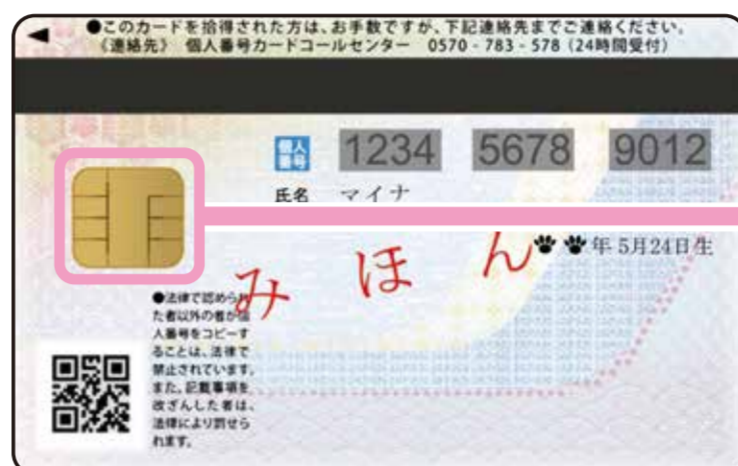 ●このカードを拾得された方は、お手数ですが、下記連絡先までご連絡ください。
《連絡先》 個人番号カードコールセンター 0570-783-578（24時間受付）
個人番号 1234 5678 9012
氏名 マイナ
年 5月24日生
みほん
●法律で認められ
た者以外の者が個
人番号をコピーす
ることは、法律で
禁止されています。
また、記載事項を
改ざんした者は、
法律により罰せら
れます。